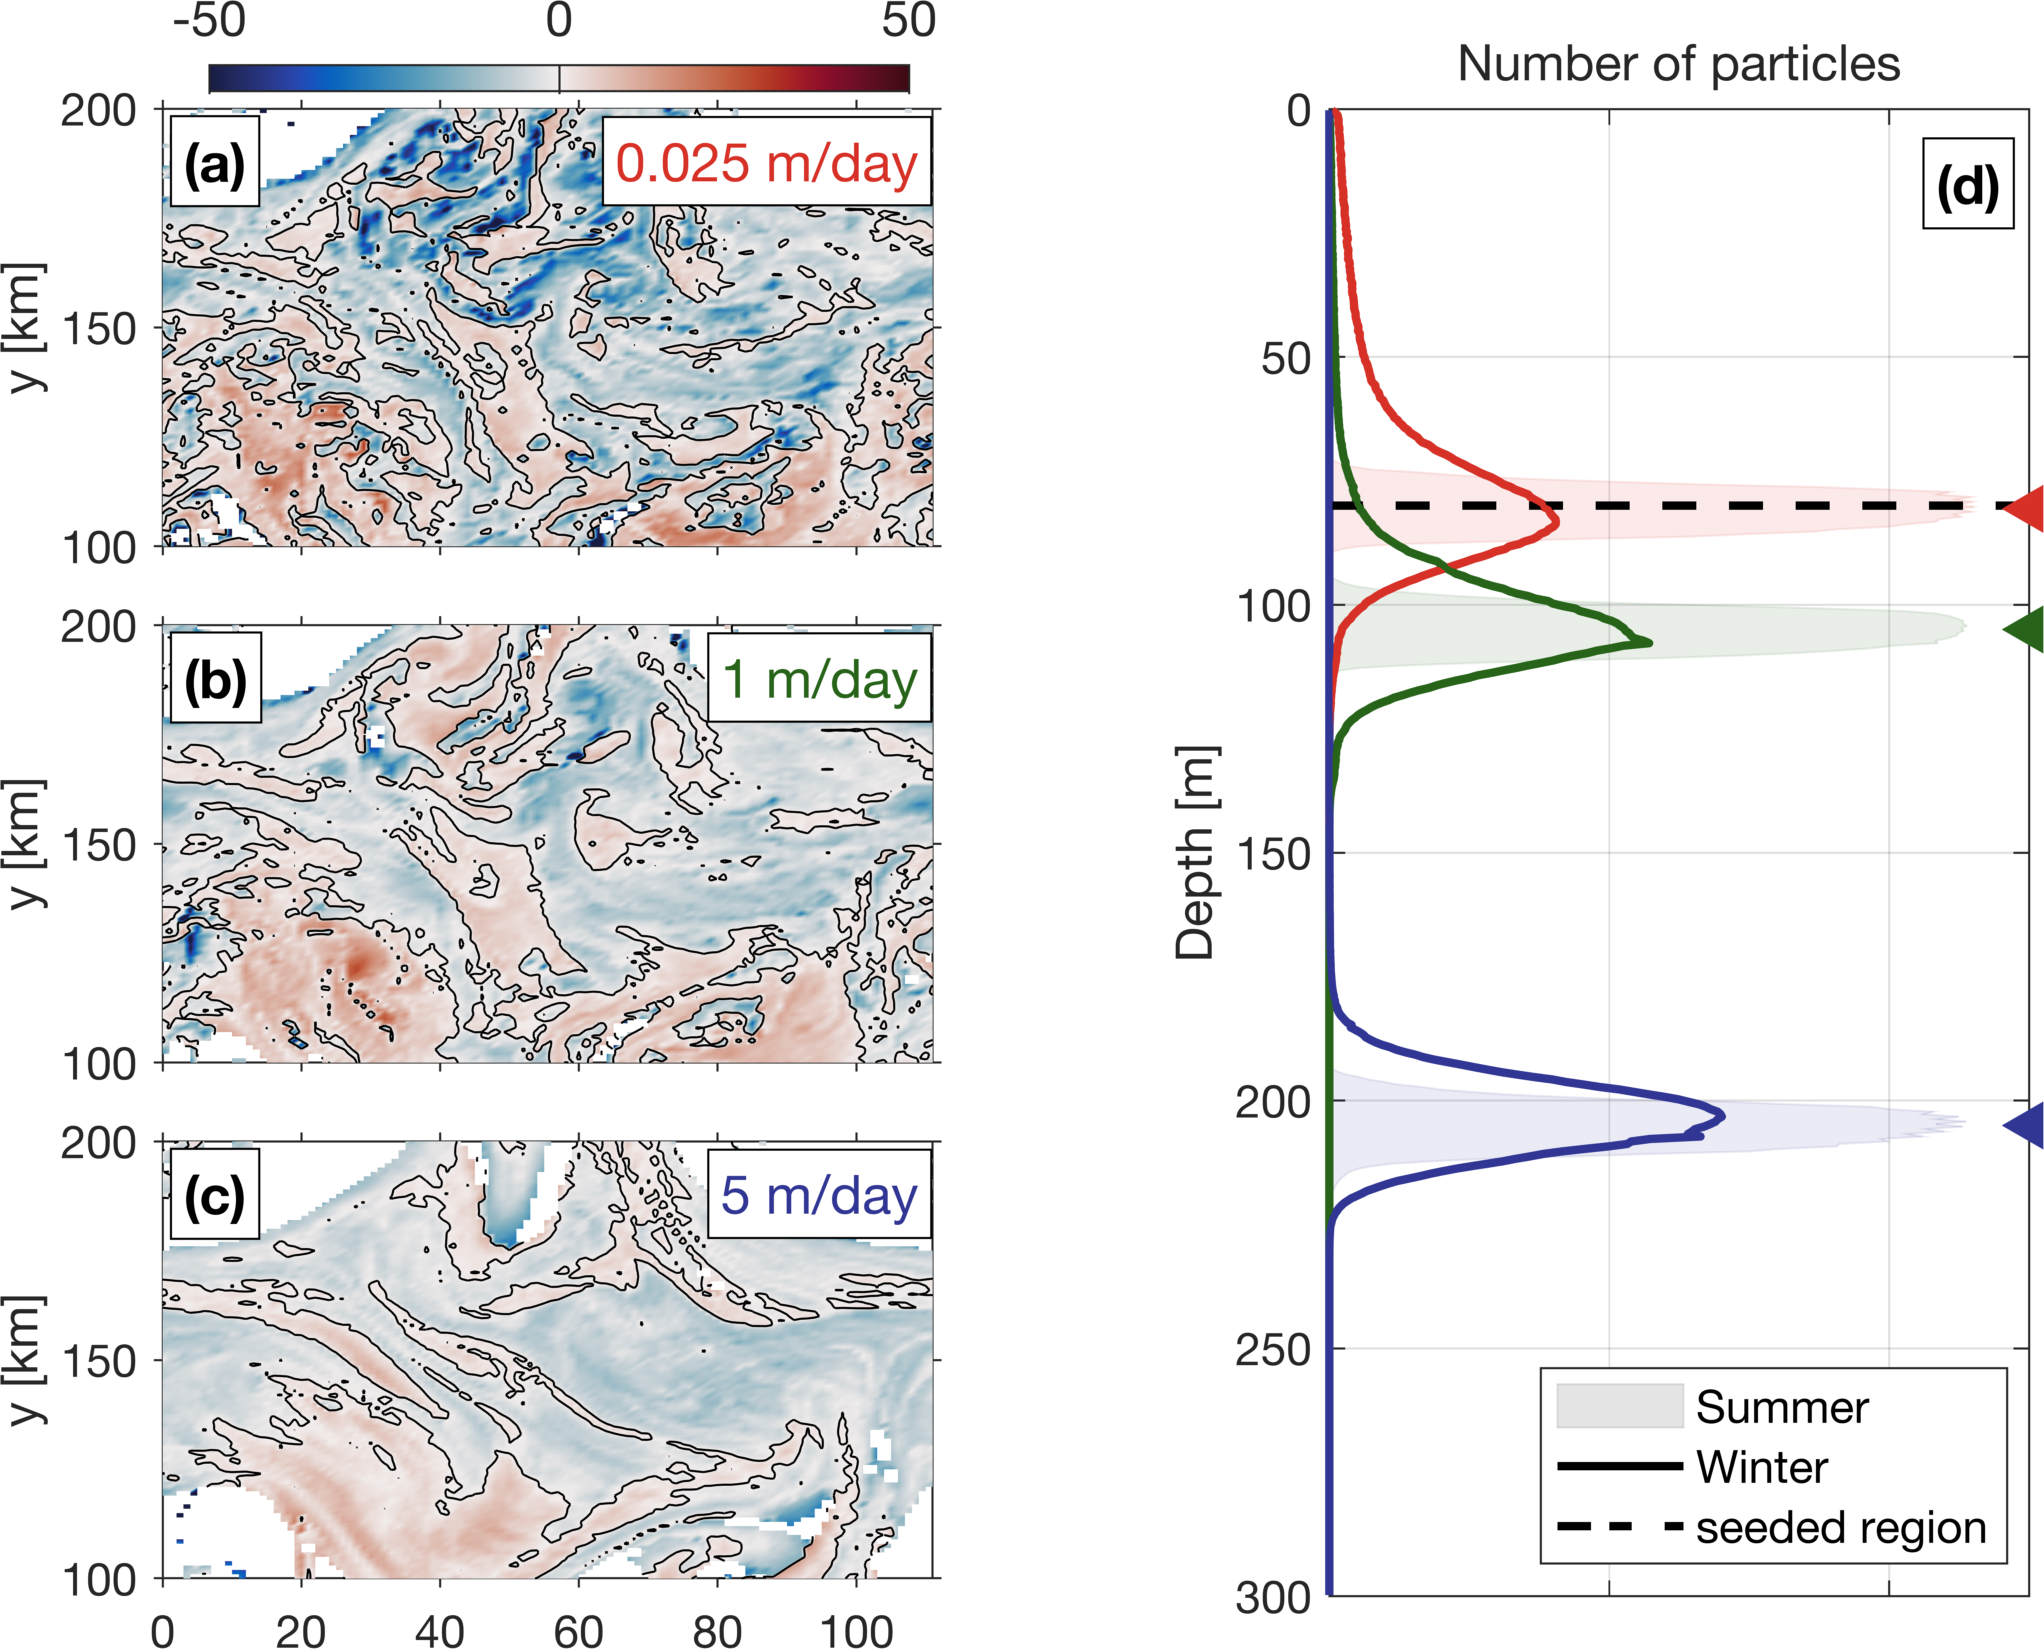 -50 0 50
200
(a) 0.025 m/day
150
y [km]
100
200
(b) 1 m/day
150
y [km]
100
200
(c) 5 m/day
150
y [km]
100
0 20 40 60 80 100
Number of particles
(d)
0
50
100
150
200
250
300
Depth [m]
Summer
Winter
seeded region